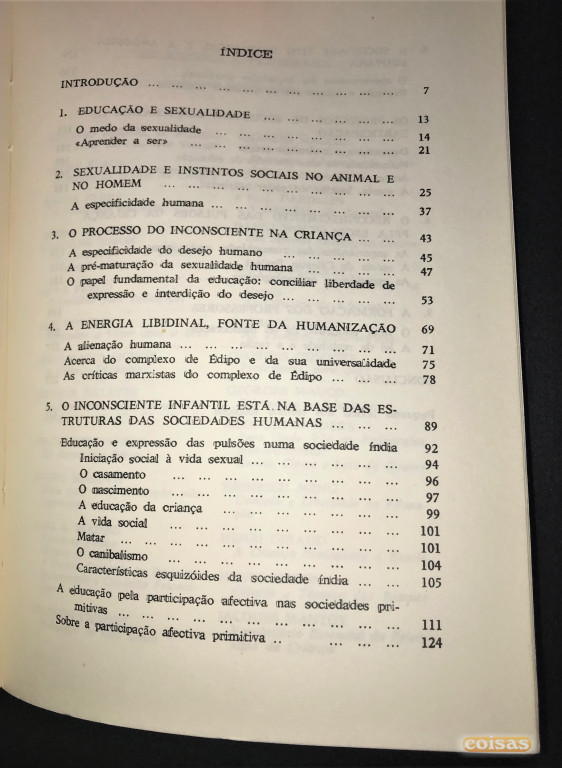 ÍNDICE
INTRODUÇÃO ... ... ... ... ... ... ... ... ... ... ... ... 7
1. EDUCAÇÃO E SEXUALIDADE ... ... ... ... ... ... ... 13
O medo da sexualidade ... ... ... ... ... ... ... ... ... 14
«Aprender a ser» ... ... ... ... ... ... ... ... ... ... 21
2. SEXUALIDADE E INSTINTOS SOCIAIS NO ANIMAL E
NO HOMEM ... ... ... ... ... ... ... ... ... ... ... 25
A especificidade humana ... ... ... ... ... ... ... ... ... 37
3. O PROCESSO DO INCONSCIENTE NA CRIANÇA ... ... 43
A especificidade do desejo humano ... ... ... ... ... ... 45
A pré-maturação da sexualidade humana ... ... ... ... 47
O papel fundamental da educação: conciliar liberdade de
expressão e interdição do desejo ... ... ... ... ... 53
4. A ENERGIA LIBIDINAL, FONTE DA HUMANIZAÇÃO 69
A alienação humana ... ... ... ... ... ... ... ... ... ... 71
Acerca do complexo de Édipo e da sua universalidade 75
As críticas marxistas do complexo de Édipo ... ... ... 78
5. O INCONSCIENTE INFANTIL ESTÁ NA BASE DAS ES-
TRUTURAS DAS SOCIEDADES HUMANAS ... ... ... 89
Educação e expressão das pulsões numa sociedade índia 92
Iniciação social à vida sexual ... ... ... ... ... ... ... 94
O casamento ... ... ... ... ... ... ... ... ... ... 96
O nascimento ... ... ... ... ... ... ... ... ... ... 97
A educação da criança ... ... ... ... ... ... ... ... 99
A vida social ... ... ... ... ... ... ... ... ... ... 101
Matar ... ... ... ... ... ... ... ... ... ... ... ... 101
O canibalismo ... ... ... ... ... ... ... ... ... ... 104
Características esquizóides da sociedade índia ... ... 105
A educação pela participação afectiva nas sociedades pri-
mitivas ... ... ... ... ... ... ... ... ... ... ... ... 111
Sobre a participação afectiva primitiva .. ... ... ... 124
coisas